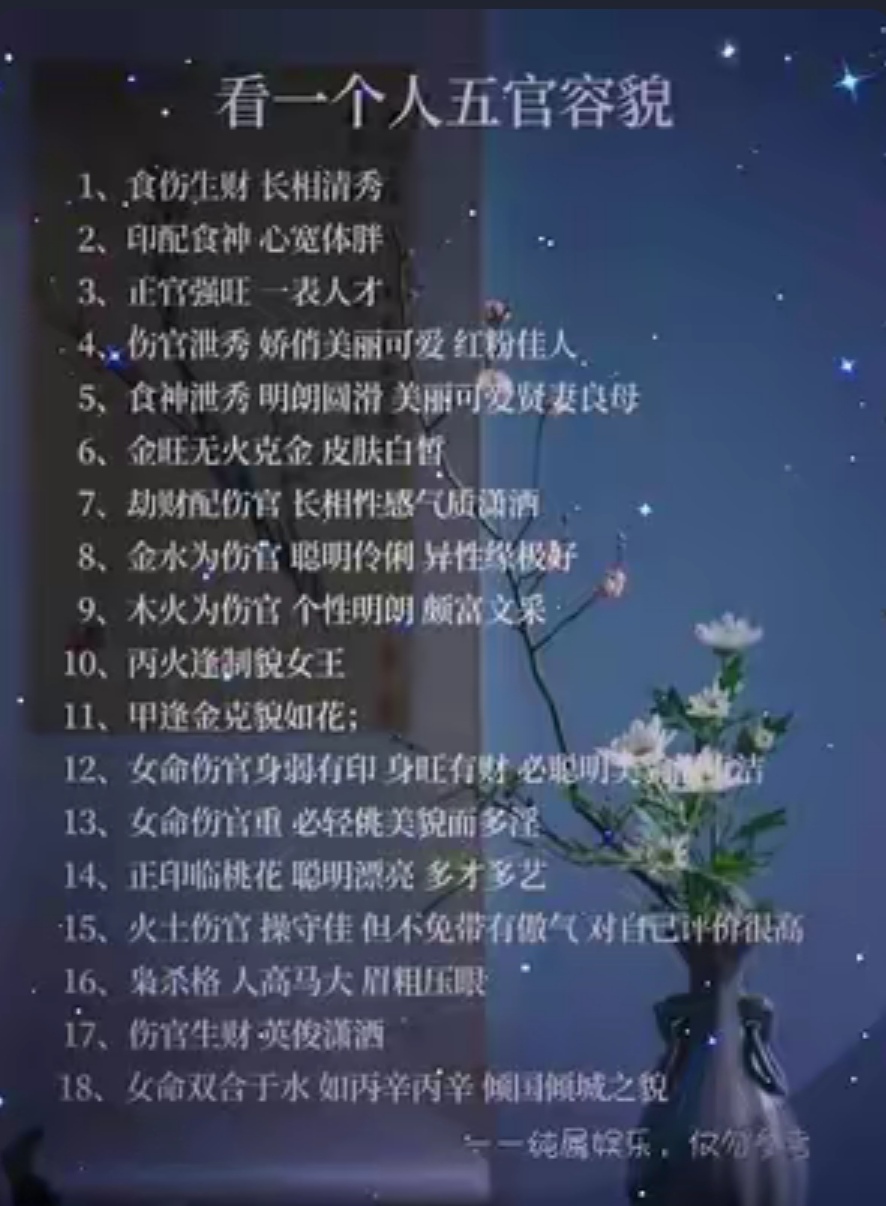 看一个人五官容貌
1、食伤生财 长相清秀
2、印配食神 心宽体胖
3、正官强旺 一表人才
4、伤官泄秀 娇俏美丽可爱 红粉佳人
5、食神泄秀 明朗圆滑 美丽可爱贤妻良母
6、金旺无火克金 皮肤白皙
7、劫财配伤官 长相性感气质潇洒
8、金水为伤官 聪明伶俐 异性缘极好
9、木火为伤官 个性明朗 颇富文采
10、丙火逢制貌女王
11、甲逢金克貌如花；
12、女命伤官身弱有印 身旺有财 必聪明美 洁
13、女命伤官重 必轻佻美貌而多淫
14、正印临桃花 聪明漂亮 多才多艺
15、火土伤官 操守佳 但不免带有傲气 对自己评价很高
16、枭杀格 人高马大 眉粗压眼
17、伤官生财 英俊潇洒
18、女命双合于水 如丙辛丙辛 倾国倾城之貌
——纯属娱乐，仅勿参考